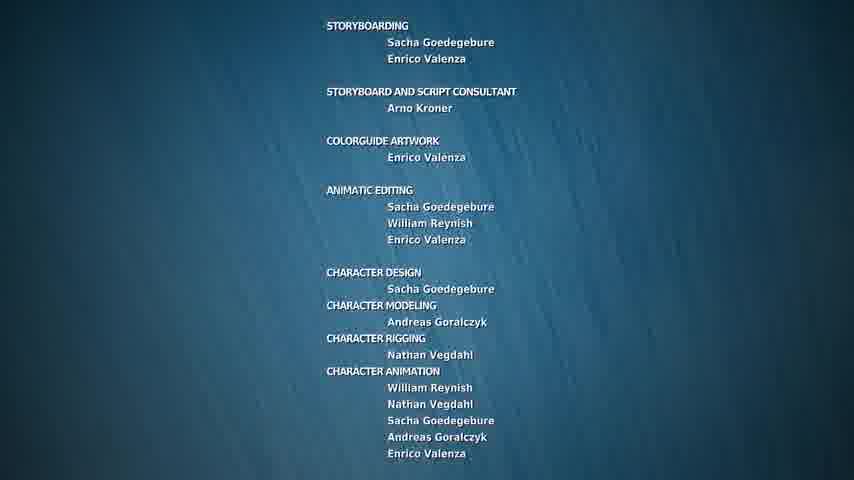 STORYBOARDING
Sacha Goedegebure
Enrico Valenza
STORYBOARD AND SCRIPT CONSULTANT
Arno Kroner
COLORGUIDE ARTWORK
Enrico Valenza
ANIMATIC EDITING
Sacha Goedegebure
William Reynish
Enrico Valenza
CHARACTER DESIGN
Sacha Goedegebure
CHARACTER MODELING
Andreas Goralczyk
CHARACTER RIGGING
Nathan Vegdahl
CHARACTER ANIMATION
William Reynish
Nathan Vegdahl
Sacha Goedegebure
Andreas Goralczyk
Enrico Valenza